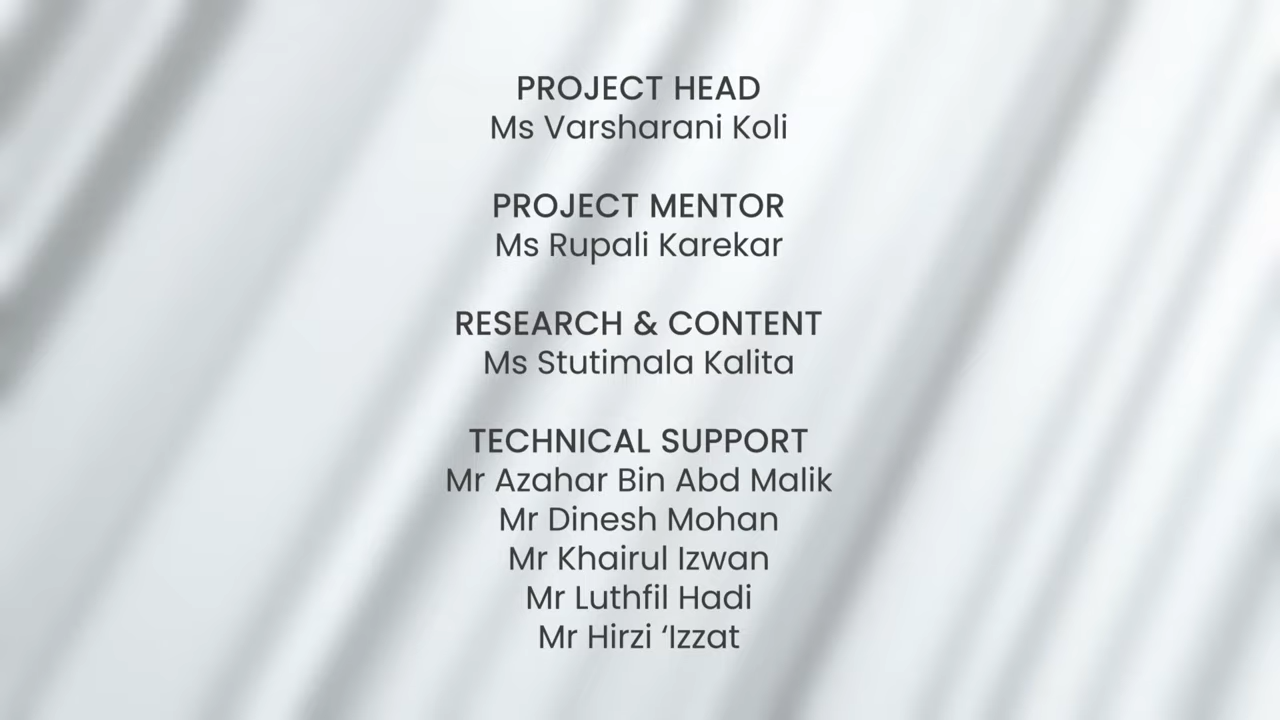 PROJECT HEAD
Ms Varsharani Koli
PROJECT MENTOR
Ms Rupali Karekar
RESEARCH & CONTENT
Ms Stutimala Kalita
TECHNICAL SUPPORT
Mr Azahar Bin Abd Malik
Mr Dinesh Mohan
Mr Khairul Izwan
Mr Luthfil Hadi
Mr Hirzi ‘Izzat